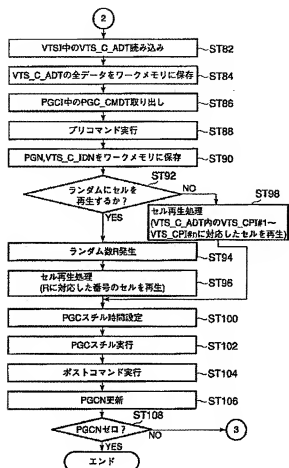 2
VTSI中のVTS_C_ADT読み込み
ST82
VTS_C_ADTの全データをワークメモリに保存
ST84
PGCI中のPGC_CMDT取り出し
ST86
プリコマンド実行
ST88
PGN,VTS_C_IDNをワークメモリに保存
ST90
ST92
ランダムにセルを
再生するか?
NO
YES
ST98
セル再生処理
(VTS_C_ADT内のVTS_CPI#1〜
VTS_CPI#nに対応したセルを再生)
ランダム数R発生
ST94
セル再生処理
(Rに対応した番号のセルを再生)
ST96
PGCスチル時間設定
ST100
PGCスチル実行
ST102
ポストコマンド実行
ST104
PGCN更新
ST106
ST108
PGCNゼロ?
NO
3
YES
エンド